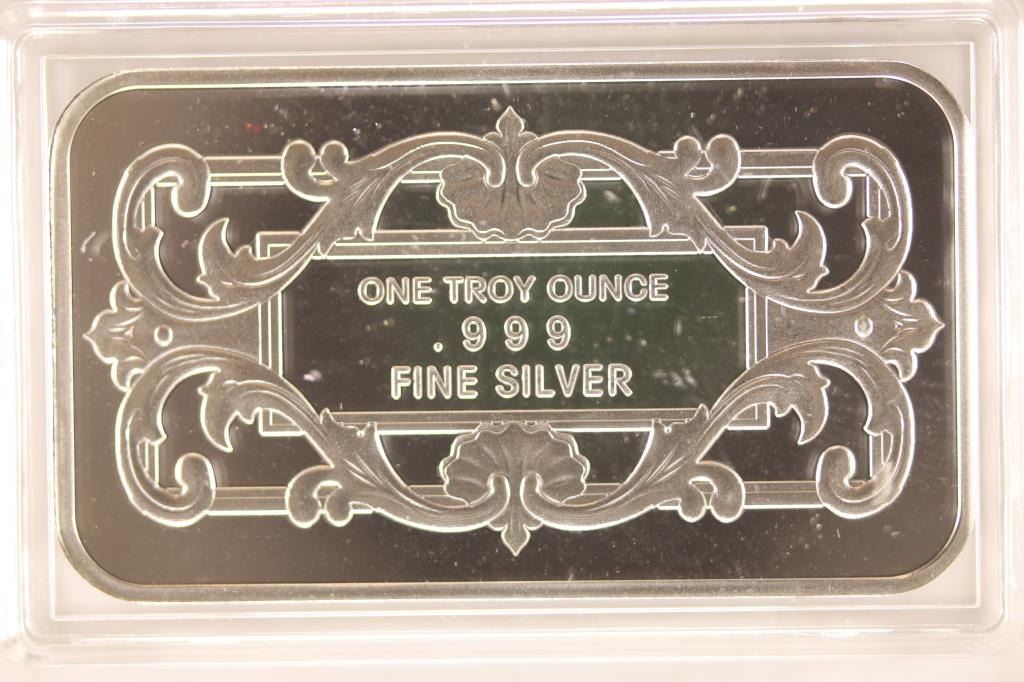 ONE TROY OUNCE
.999
FINE SILVER